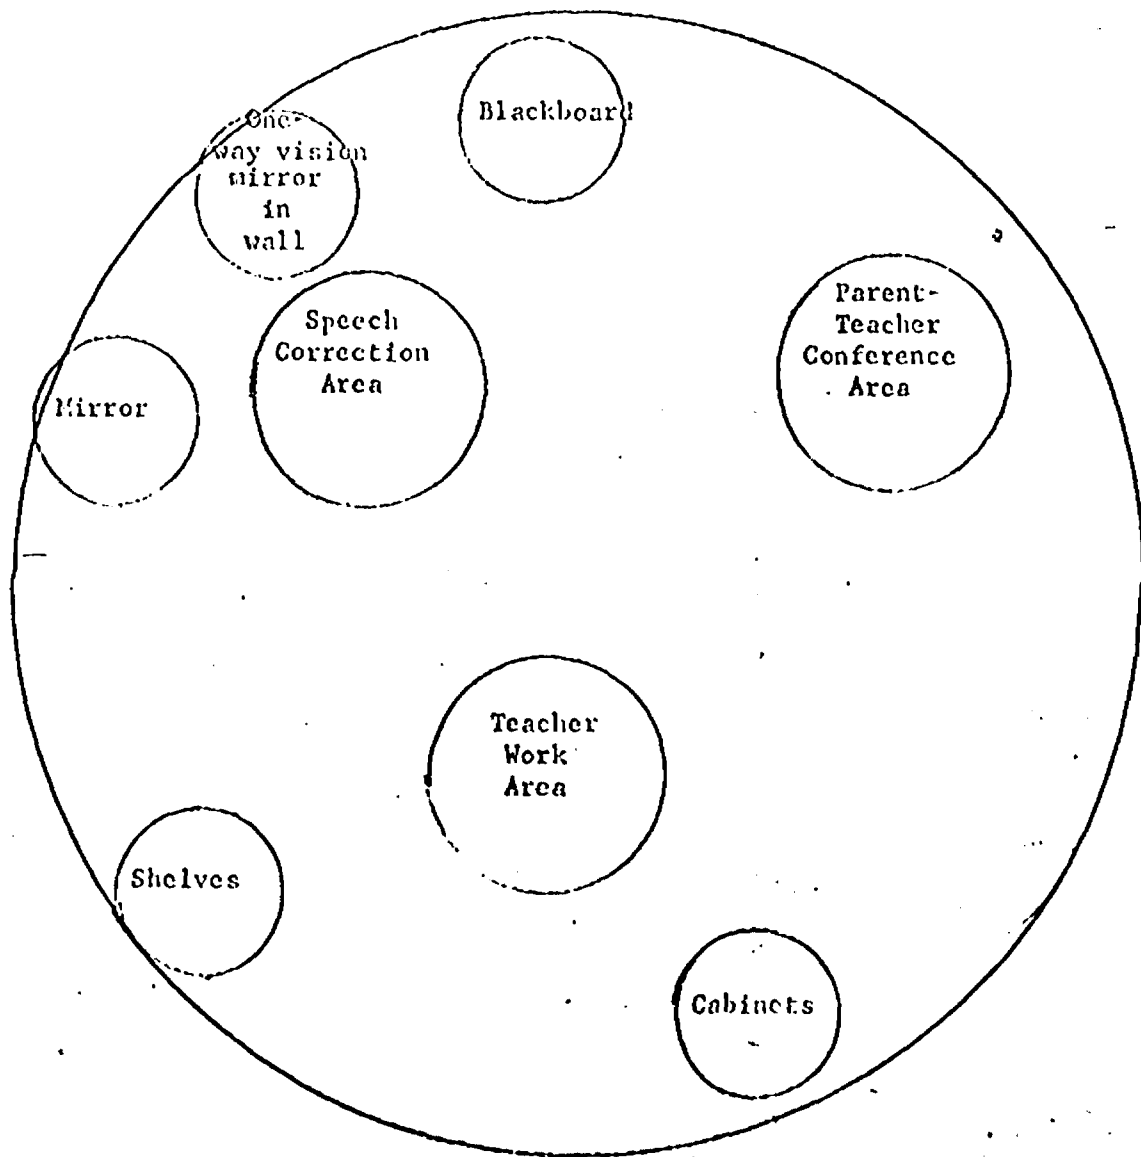 Blackboard
One-
way vision
mirror
in
wall
Speech
Correction
Area
Parent-
Teacher
Conference
Area
Mirror
Teacher
Work
Area
Shelves
Cabinets